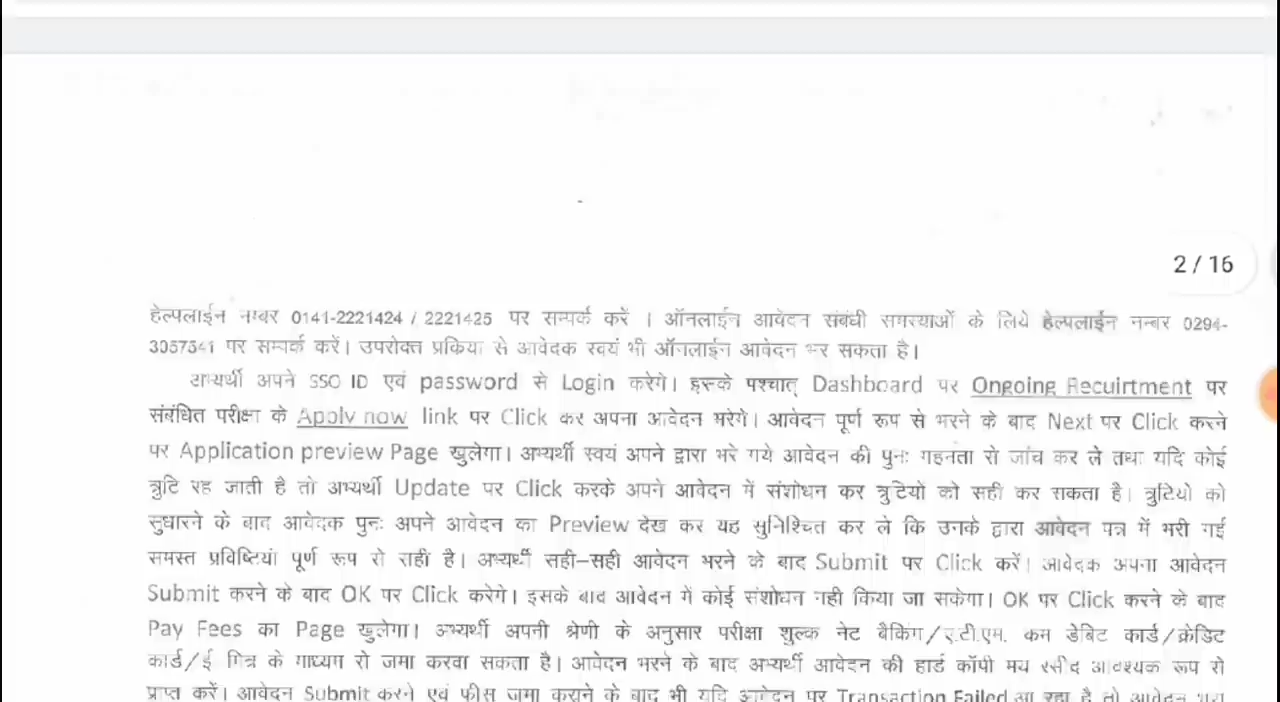 2 / 16
हेल्पलाईन नम्बर 0141-2221424 / 2221425 पर सम्पर्क करें । ऑनलाईन आवेदन संबंधी समस्याओं के लिये हेल्पलाईन नम्बर 0294-
3057541 पर सम्पर्क करें। उपरोक्त प्रकिया से आवेदक स्वयं भी ऑनलाईन आवेदन भर सकता है।
अभ्यर्थी अपने SSO ID एवं password से Login करेगे। इसके पश्चात् Dashboard पर Ongoing Recuirtment पर
संबंधित परीक्षा के Apply now link पर Click कर अपना आवेदन भरेगे। आवेदन पूर्ण रूप से भरने के बाद Next पर Click करने
पर Application preview Page खुलेगा। अभ्यर्थी स्वयं अपने द्वारा भरे गये आवेदन की पुनः गहनता से जांच कर ले तथा यदि कोई
त्रुटि रह जाती है तो अभ्यर्थी Update पर Click करके अपने आवेदन में संशोधन कर त्रुटियो को सही कर सकता है। त्रुटियो को
सुधारने के बाद आवेदक पुनः अपने आवेदन का Preview देख कर यह सुनिश्चित कर ले कि उनके द्वारा आवेदन पत्र में भरी गई
समस्त प्रविष्टियां पूर्ण रूप से सही है। अभ्यर्थी सही–सही आवेदन भरने के बाद Submit पर Click करें। आवेदक अपना आवेदन
Submit करने के बाद OK पर Click करेगे। इसके बाद आवेदन में कोई संशोधन नही किया जा सकेगा। OK पर Click करने के बाद
Pay Fees का Page खुलेगा। अभ्यर्थी अपनी श्रेणी के अनुसार परीक्षा शुल्क नेट बैकिंग/ए.टी.एम. कम डेबिट कार्ड/क्रेडिट
कार्ड/ई मित्र के माध्यम से जमा करवा सकता है। आवेदन भरने के बाद अभ्यर्थी आवेदन की हार्ड कॉपी मय रसीद आवश्यक रूप से
प्राप्त करें। आवेदन Submit करने एवं फीस जमा कराने के बाद भी यदि आवेदन पर Transaction Failed आ रहा है तो आवेदन